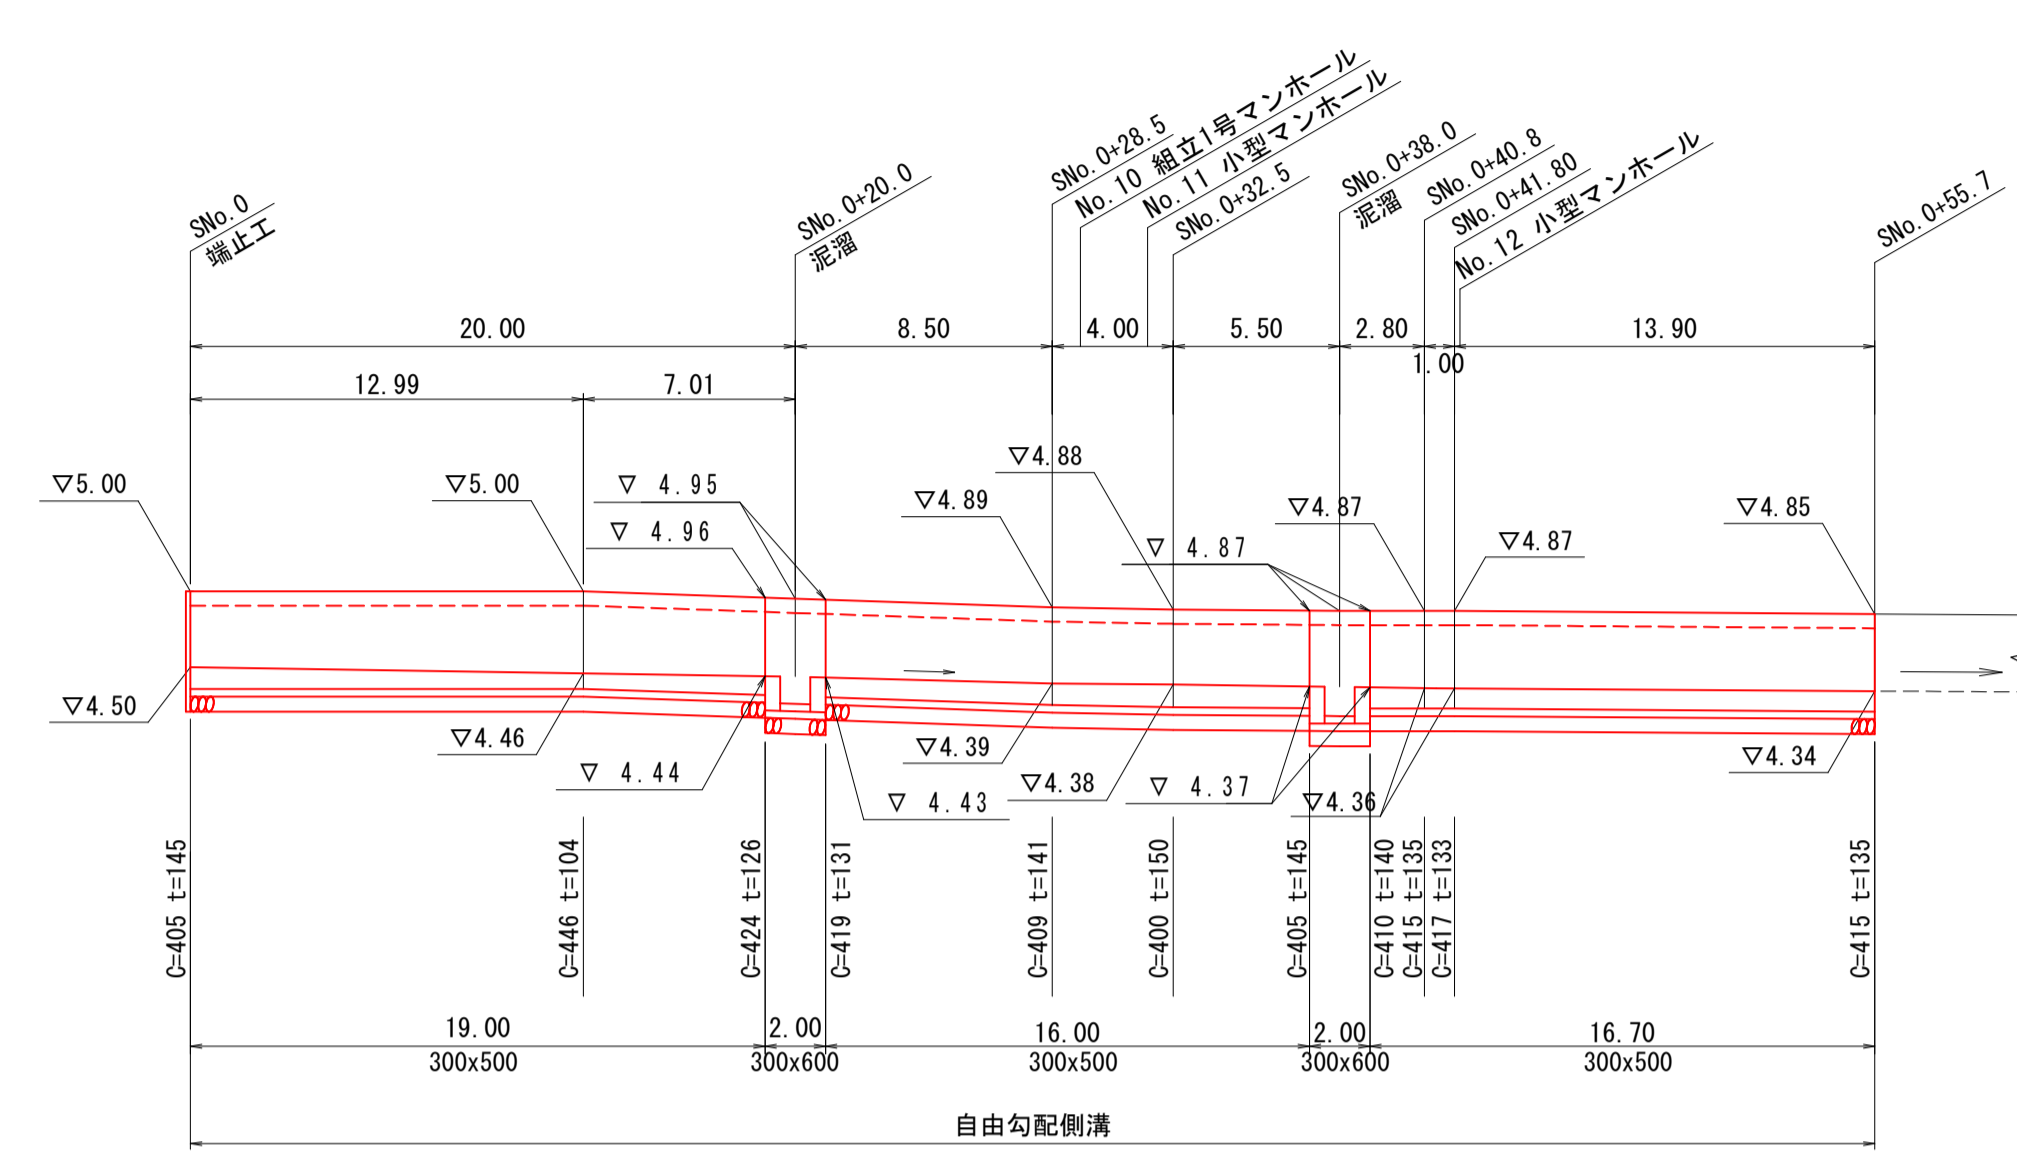 SNo.0
端止工
SNo.0+20.0
泥溜
SNo.0+28.5
No.10 組立1号マンホール
No.11 小型マンホール
SNo.0+32.5
SNo.0+38.0
泥溜
SNo.0+40.8
SNo.0+41.80
No.12 小型マンホール
SNo.0+55.7
20.00
8.50
4.00
5.50
2.80
1.00
13.90
12.99
7.01
▽5.00
▽5.00
▽ 4.95
▽ 4.96
▽4.89
▽4.88
▽ 4.87
▽4.87
▽4.87
▽4.85
▽4.50
▽4.46
▽ 4.44
▽ 4.43
▽4.39
▽4.38
▽ 4.37
▽4.36
▽4.34
C=405 t=145
C=446 t=104
C=424 t=126
C=419 t=131
C=409 t=141
C=400 t=150
C=405 t=145
C=410 t=140
C=415 t=135
C=417 t=133
C=415 t=135
19.00
300x500
2.00
300x600
16.00
300x500
2.00
300x600
16.70
300x500
自由勾配側溝